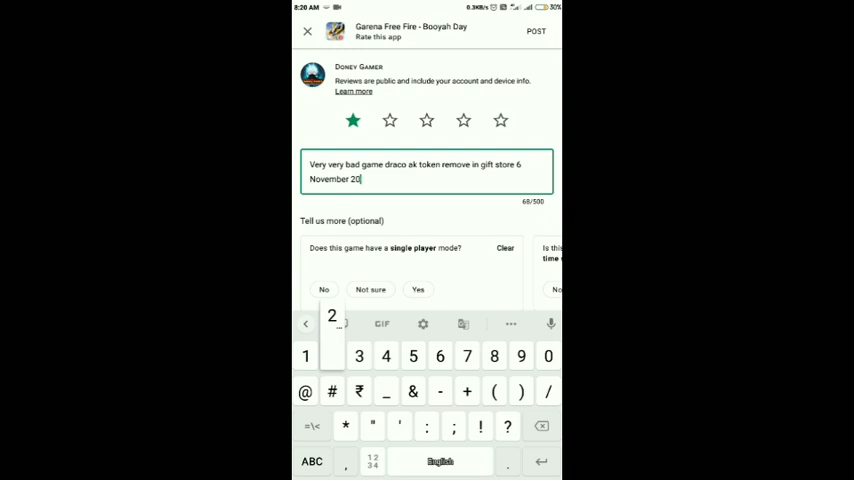 8:20 AM 0.3KB/s 30%
Garena Free Fire - Booyah Day
Rate this app
POST
Doney Gamer
Reviews are public and include your account and device info.
Learn more
Very very bad game draco ak token remove in gift store 6
November 20
68/500
Tell us more (optional)
Does this game have a single player mode? Clear Is this
time
No Not sure Yes No
2
GIF
1 3 4 5 6 7 8 9 0
@ # ₹ _ & - + ( ) /
=\< * " ' : ; ! ?
ABC , 12 34 English .